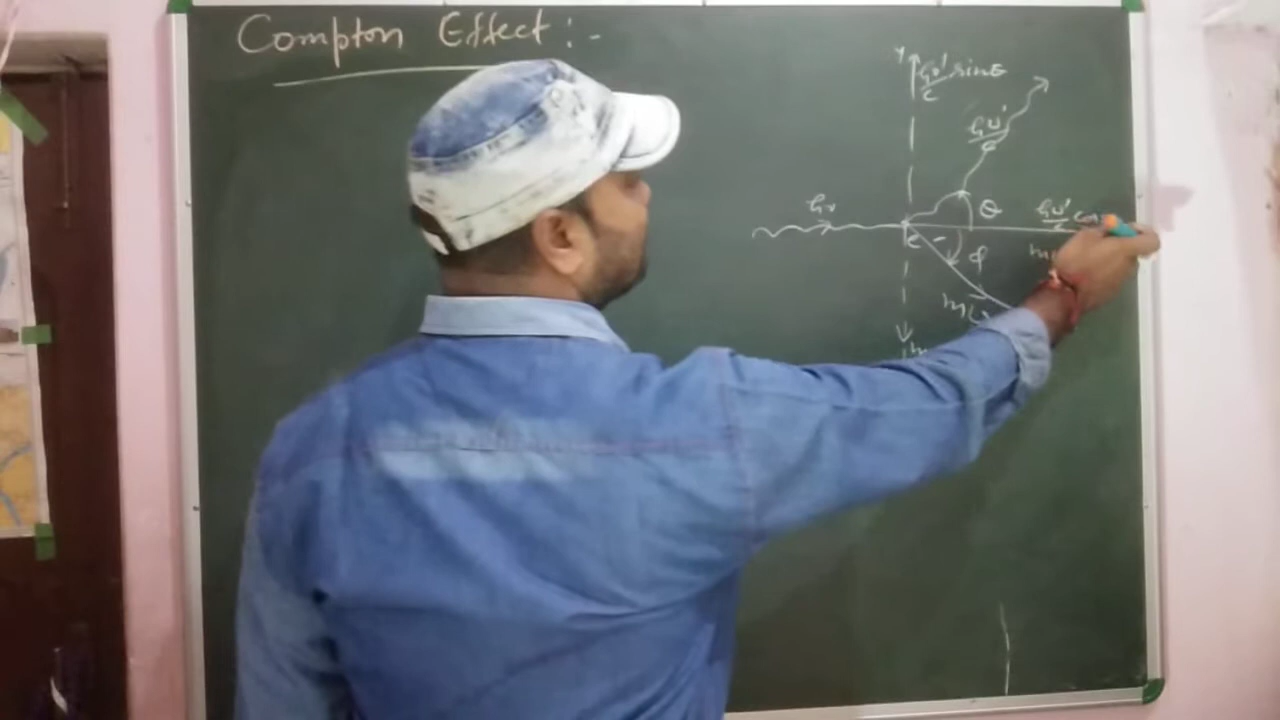 Compton Effect :-
Y
hν'/c sinθ
hν'/c
hν
θ
hν'/c cos
e-
φ